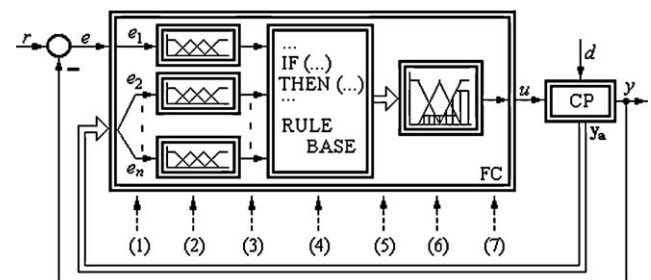 r
e
e1
e2
en
...
IF (...)
THEN (...)
...
RULE
BASE
FC
u
d
CP
y
ya
(1)
(2)
(3)
(4)
(5)
(6)
(7)